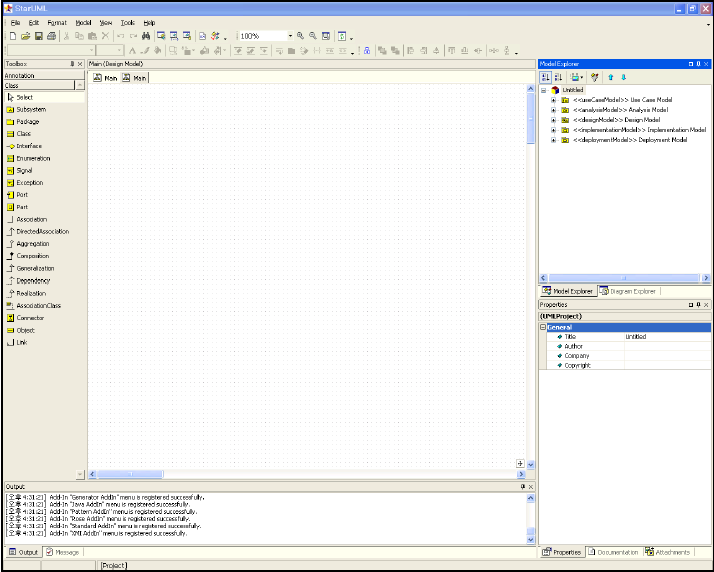 StarUML
File Edit Format Model View Tools Help
100%
Toolbox
Annotation
Class
Select
Subsystem
Package
Class
Interface
Enumeration
Signal
Exception
Port
Part
Association
DirectedAssociation
Aggregation
Composition
Generalization
Dependency
Realization
AssociationClass
Connector
Object
Link
Main (Design Model)
Main Main
Model Explorer
Untitled
<<useCaseModel>> Use Case Model
<<analysisModel>> Analysis Model
<<designModel>> Design Model
<<implementationModel>> Implementation Model
<<deploymentModel>> Deployment Model
Model Explorer Diagram Explorer
Properties
(UMLProject)
General
Title Untitled
Author
Company
Copyright
Properties Documentation Attachments
Output
[오후 4:31:21] Add-In "Generator AddIn" menu is registered successfully.
[오후 4:31:21] Add-In "Java AddIn" menu is registered successfully.
[오후 4:31:21] Add-In "Pattern AddIn" menu is registered successfully.
[오후 4:31:21] Add-In "Rose AddIn" menu is registered successfully.
[오후 4:31:21] Add-In "Standard AddIn" menu is registered successfully.
[오후 4:31:21] Add-In "XMI AddIn" menu is registered successfully.
Output Message
[Project]